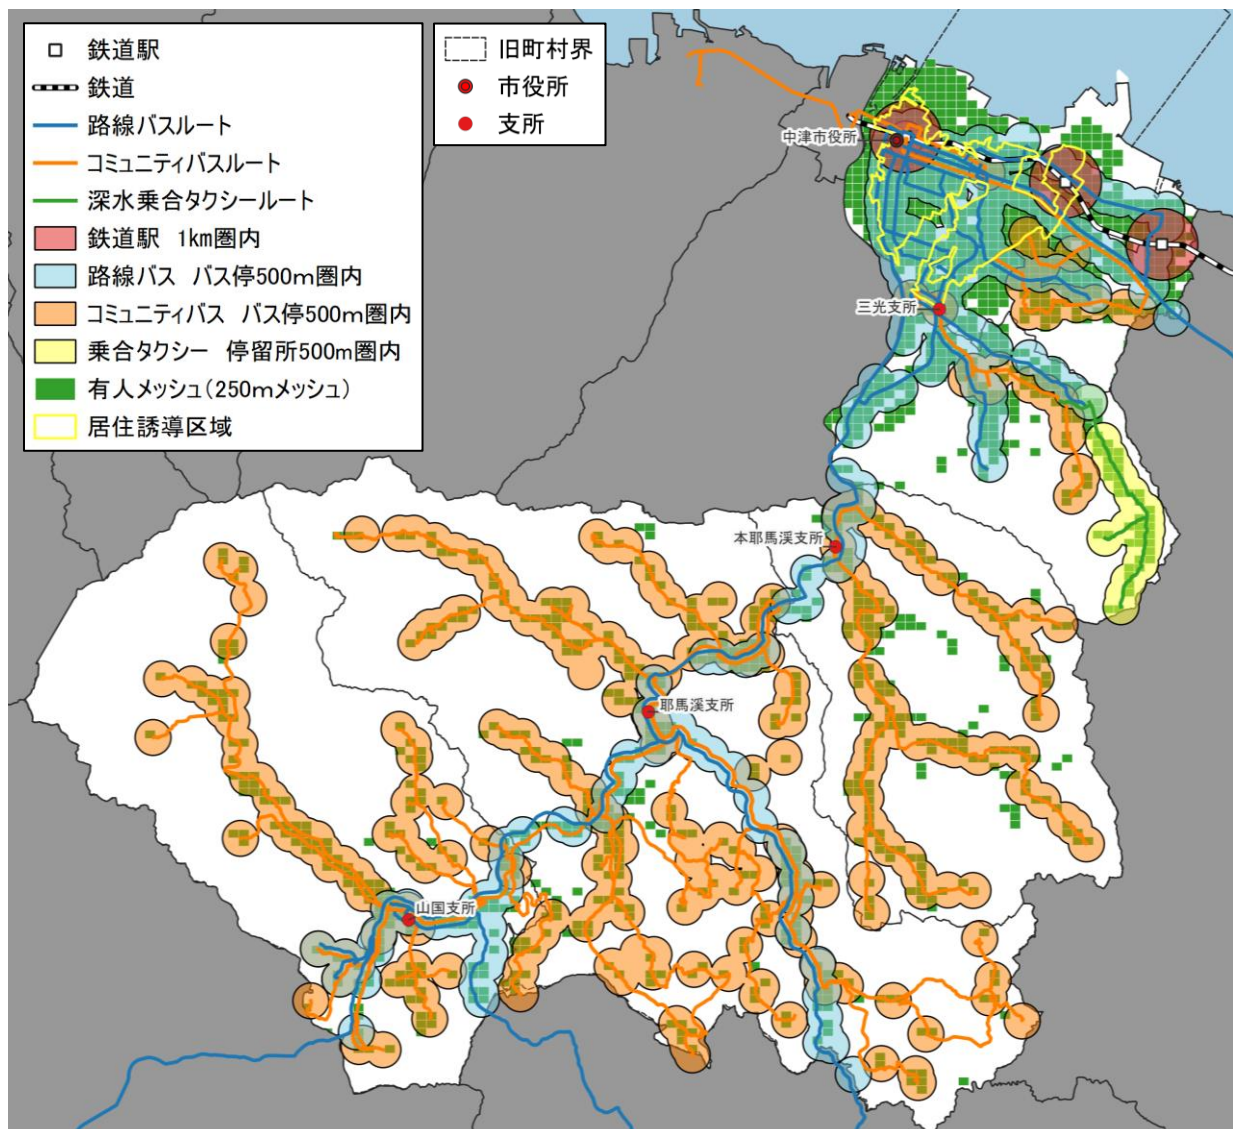 鉄道駅
鉄道
路線バスルート
コミュニティバスルート
深水乗合タクシールート
鉄道駅 1km圏内
路線バス バス停500m圏内
コミュニティバス バス停500m圏内
乗合タクシー 停留所500m圏内
有人メッシュ(250mメッシュ)
居住誘導区域
旧町村界
市役所
支所
中津市役所
三光支所
本耶馬溪支所
耶馬溪支所
山国支所